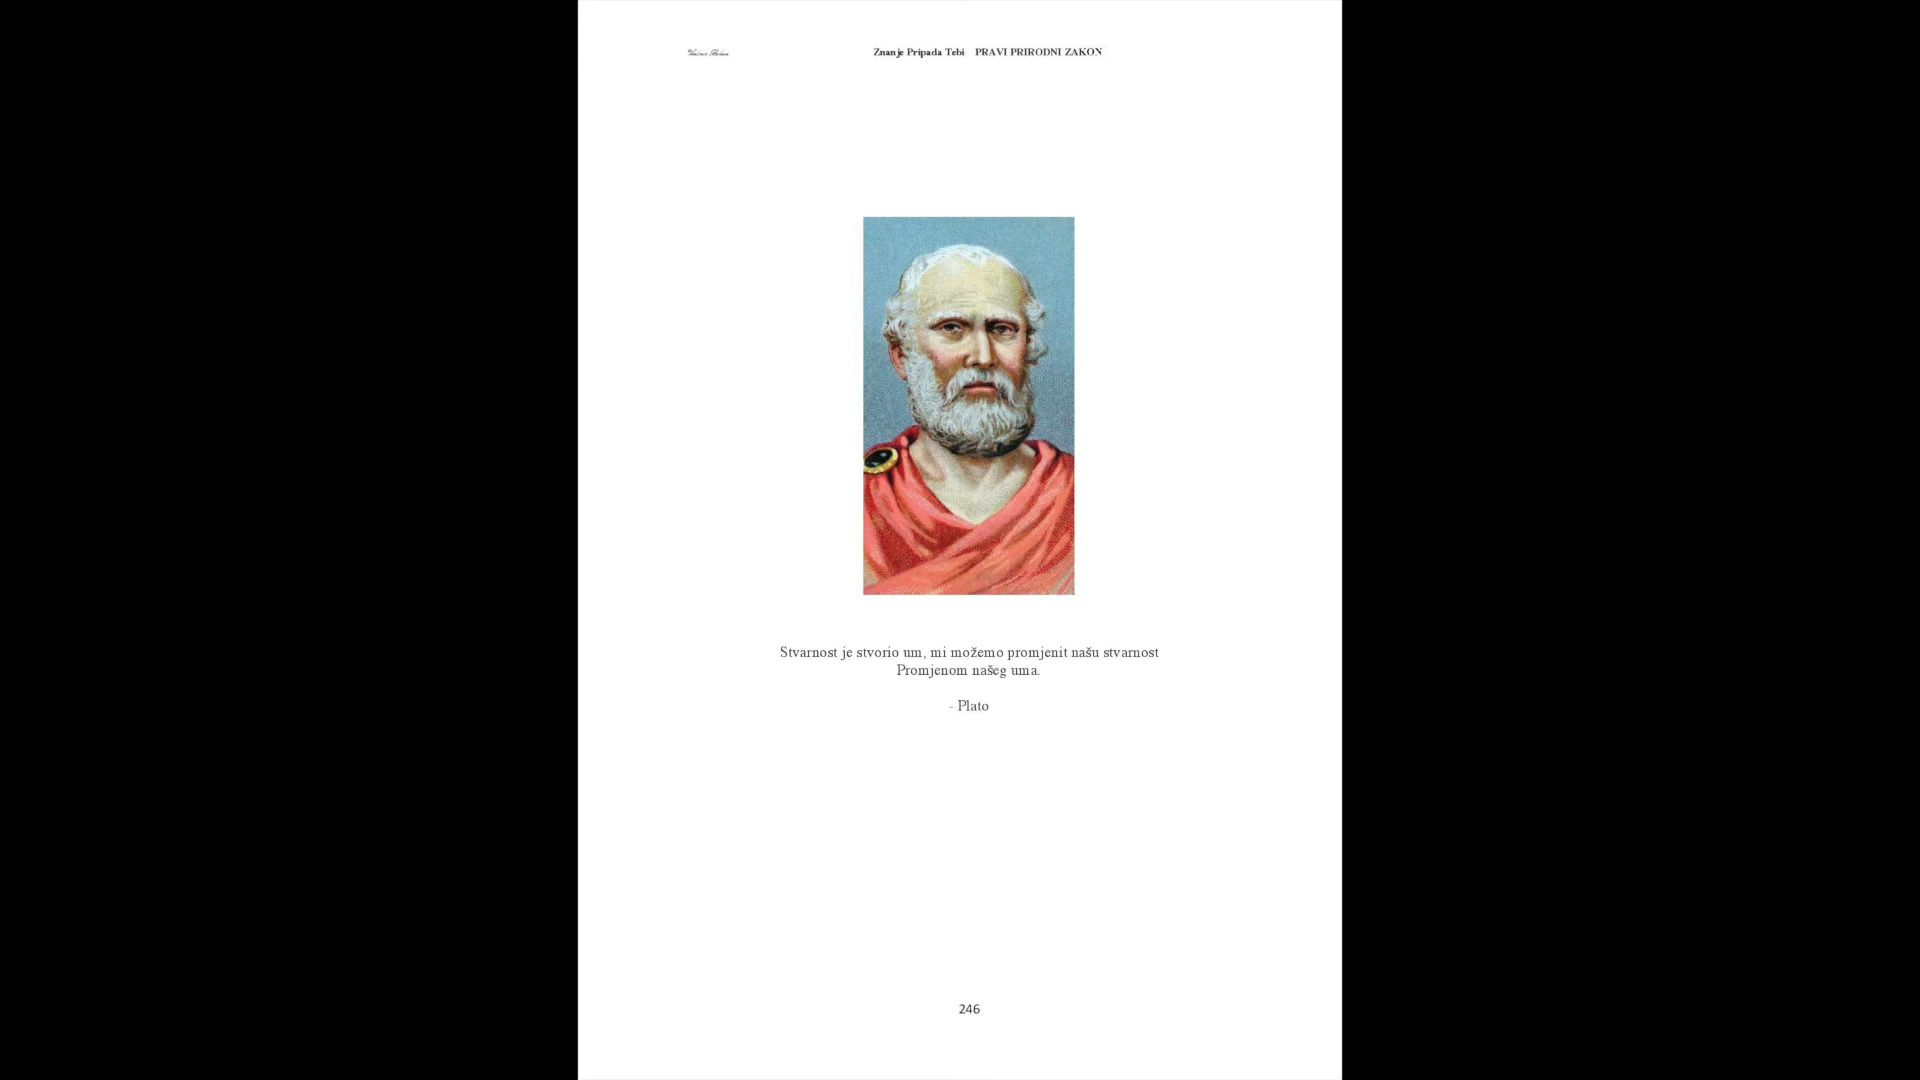 Znanje Pripada Tebi PRAVI PRIRODNI ZAKON
Stvarnost je stvorio um, mi možemo promjenit našu stvarnost
Promjenom našeg uma.
- Plato
246